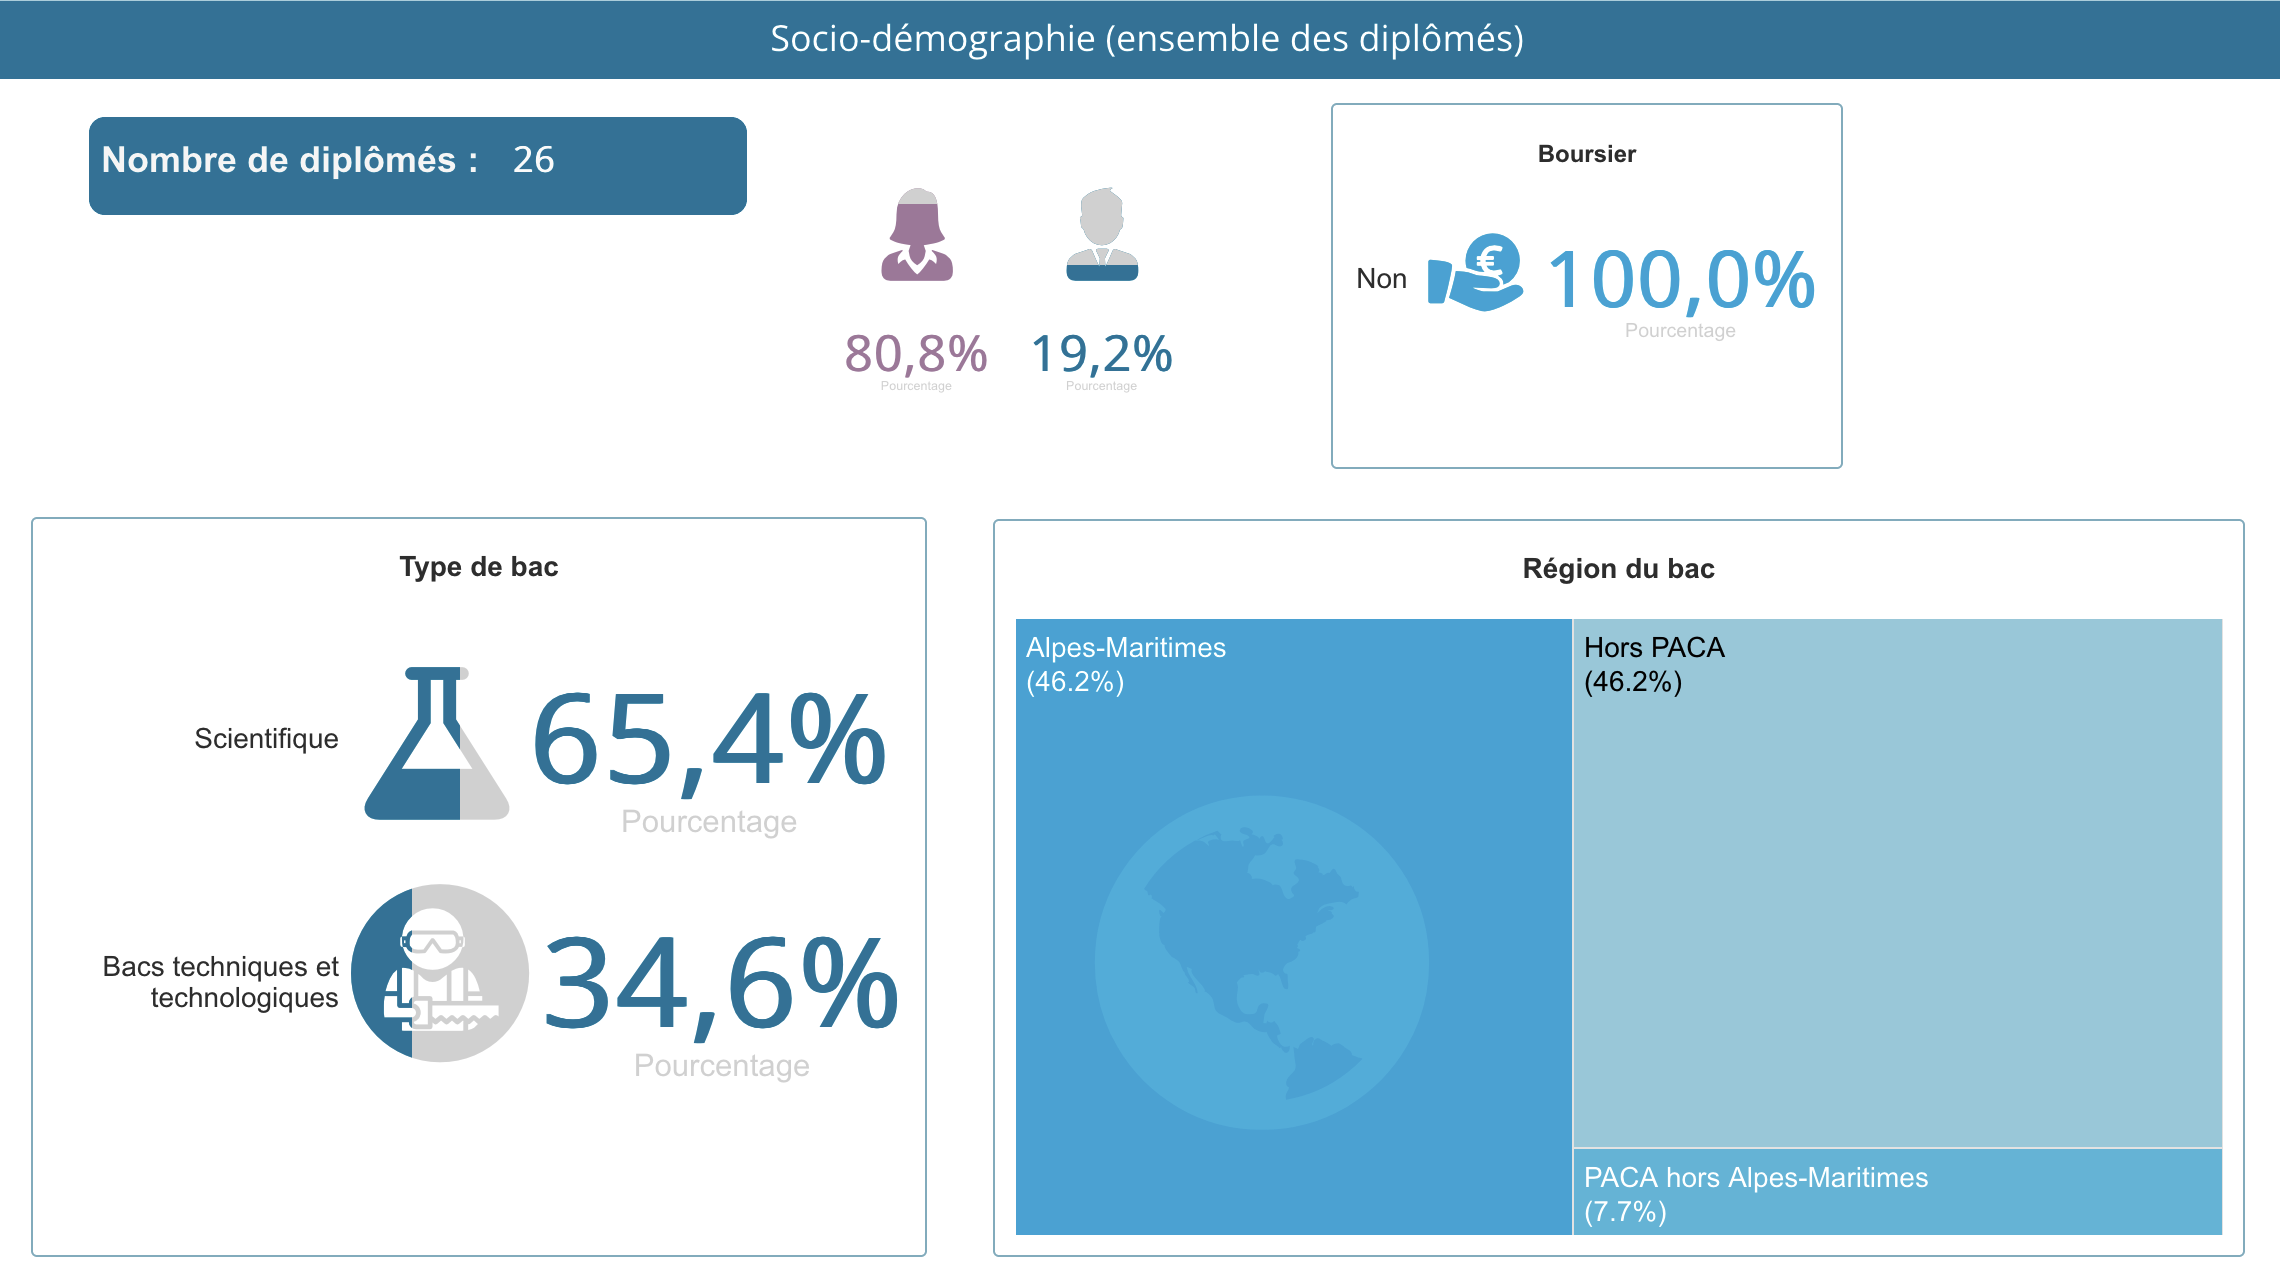 Socio-démographie (ensemble des diplômés)
Nombre de diplômés : 26
80,8%
Pourcentage
19,2%
Pourcentage
Boursier
Non
€
100,0%
Pourcentage
Type de bac
Scientifique
65,4%
Pourcentage
Bacs techniques et
technologiques
34,6%
Pourcentage
Région du bac
Alpes-Maritimes
(46.2%)
Hors PACA
(46.2%)
PACA hors Alpes-Maritimes
(7.7%)